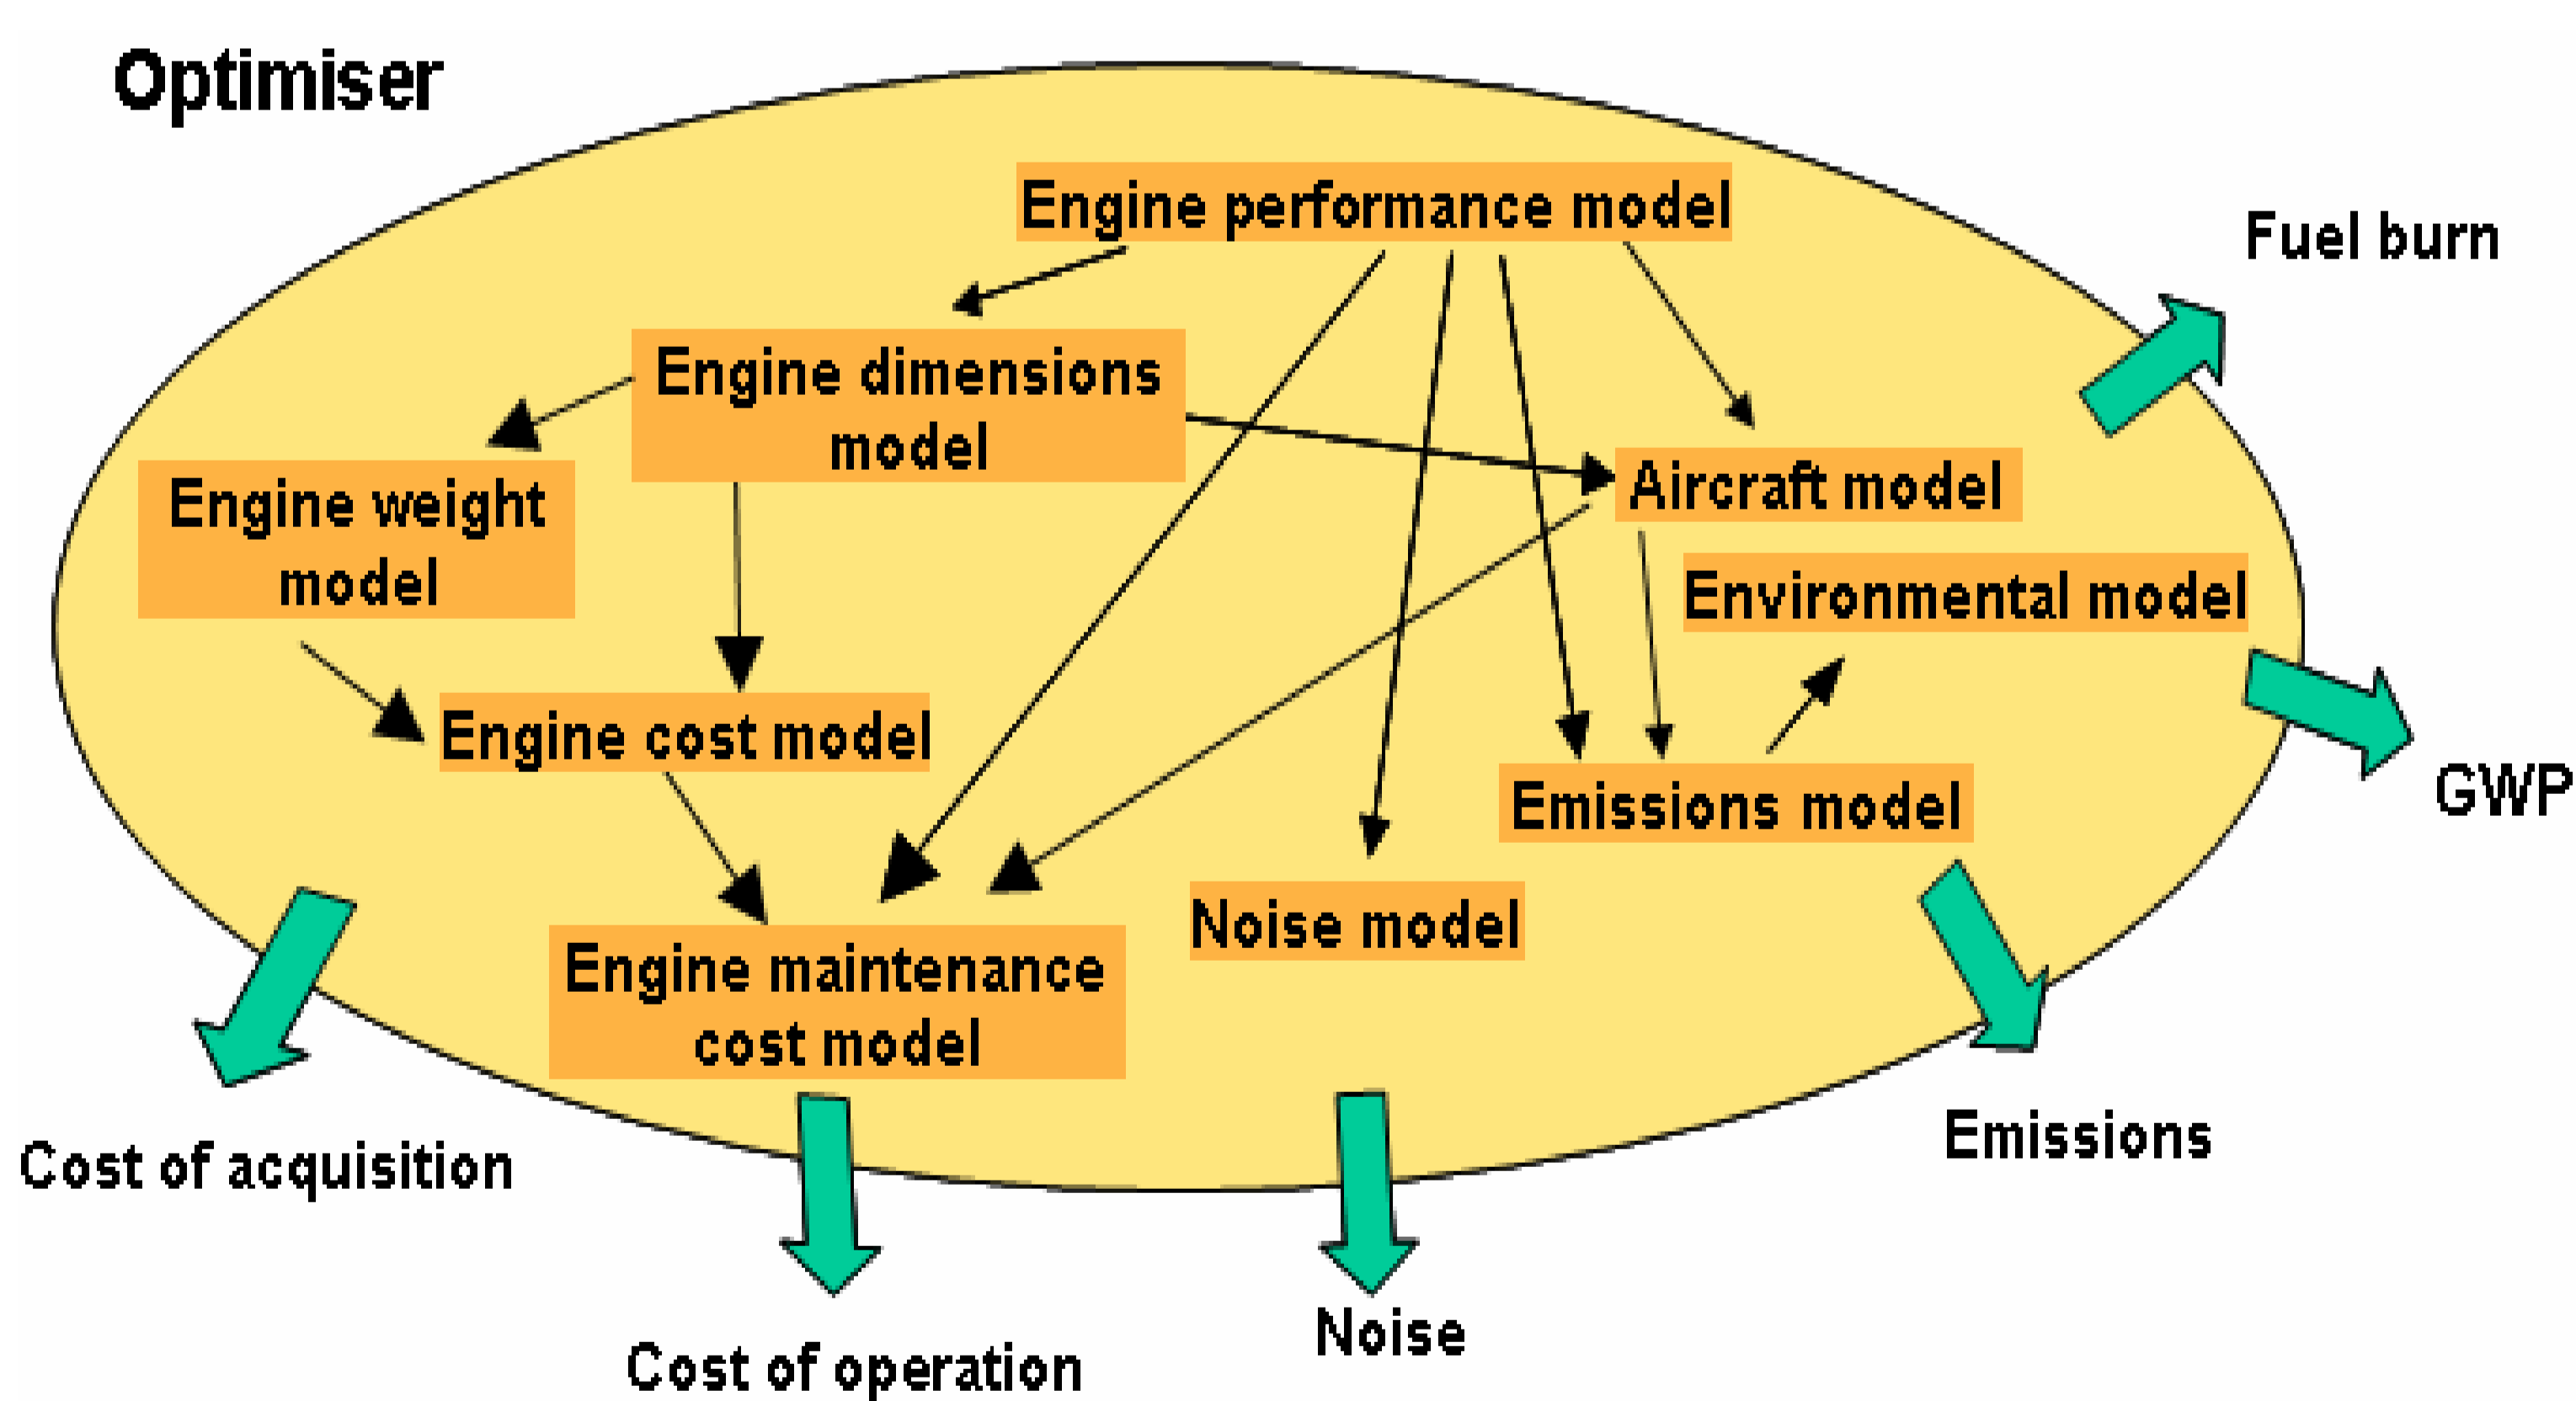 Optimiser
Engine performance model
Fuel burn
Engine dimensions
model
Engine weight
model
Aircraft model
Environmental model
Engine cost model
GWP
Emissions model
Noise model
Engine maintenance
cost model
Emissions
Cost of acquisition
Noise
Cost of operation